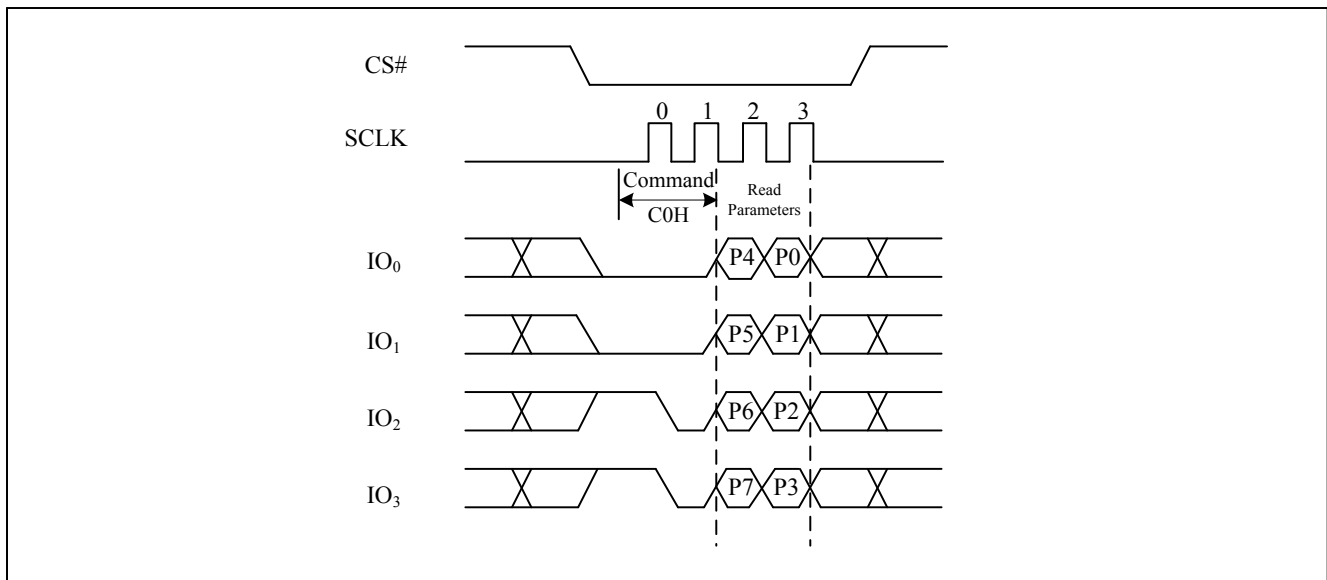 CS#
0 1 2 3
SCLK
Command
C0H
Read
Parameters
IO₀ P4 P0
IO₁ P5 P1
IO₂ P6 P2
IO₃ P7 P3